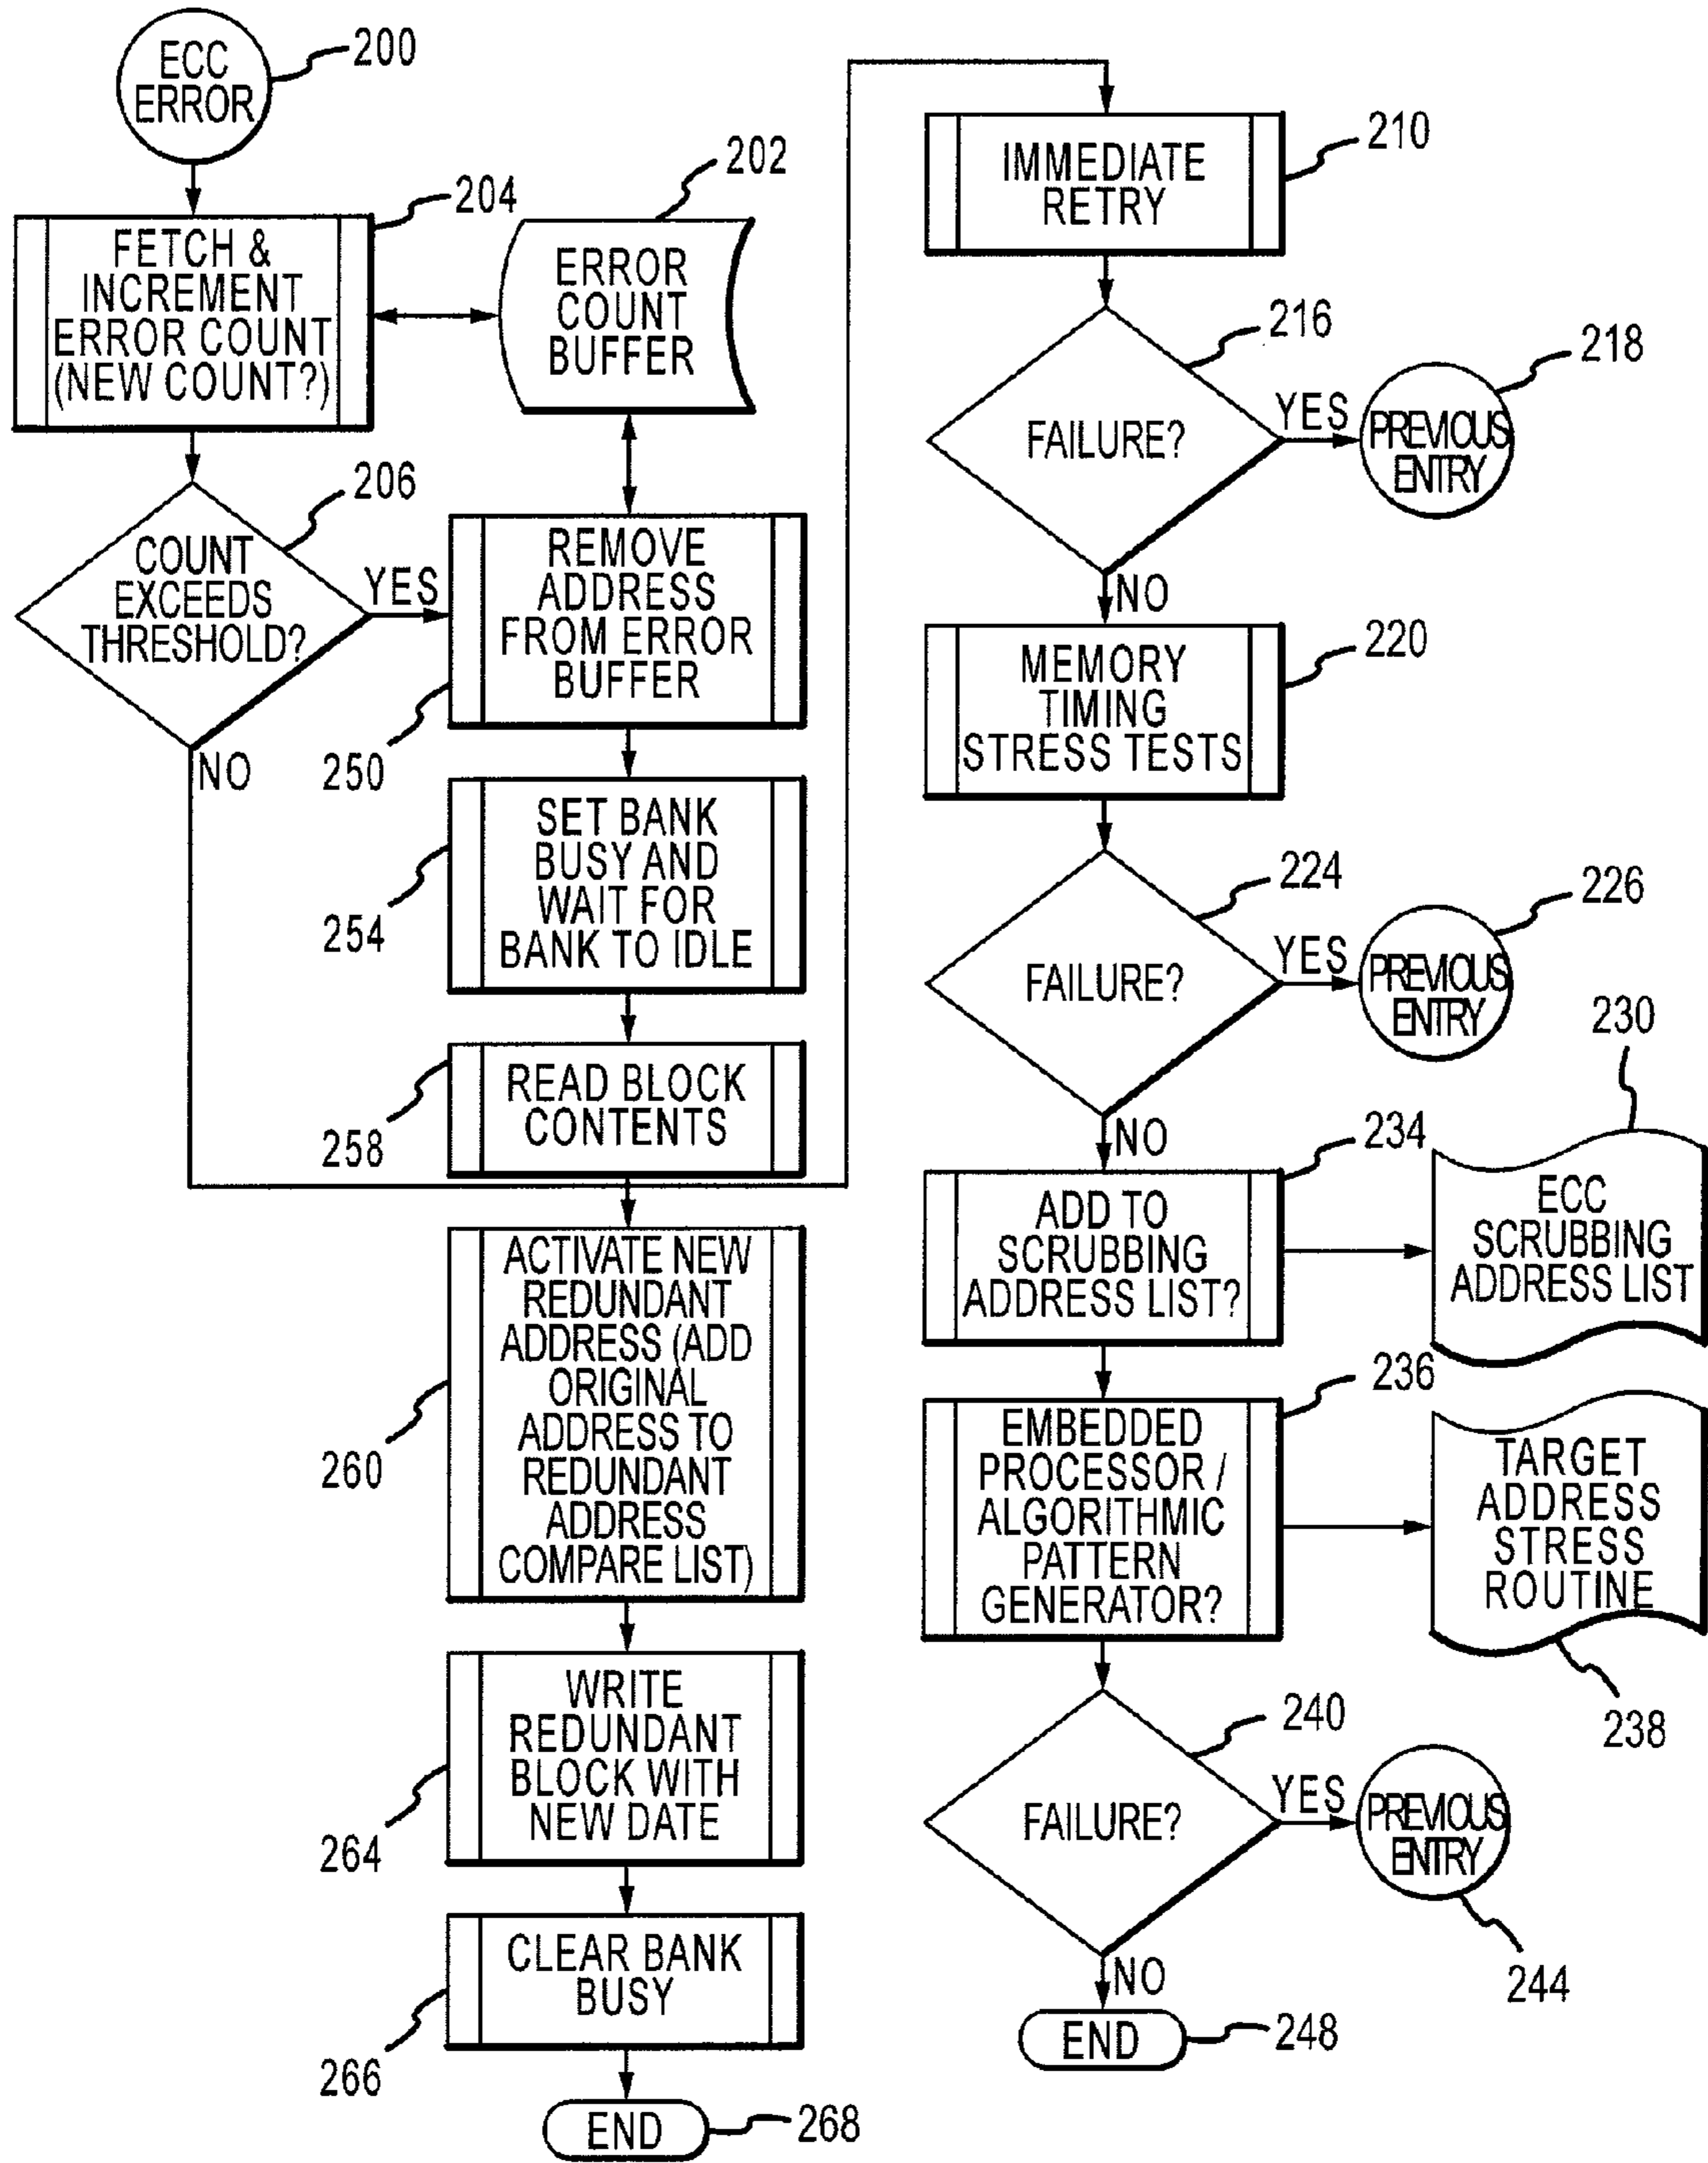 ECC
ERROR
200
FETCH &
INCREMENT
ERROR COUNT
(NEW COUNT?)
204
ERROR
COUNT
BUFFER
202
COUNT
EXCEEDS
THRESHOLD?
206
YES
NO
REMOVE
ADDRESS
FROM ERROR
BUFFER
250
SET BANK
BUSY AND
WAIT FOR
BANK TO IDLE
254
READ BLOCK
CONTENTS
258
ACTIVATE NEW
REDUNDANT
ADDRESS (ADD
ORIGINAL
ADDRESS TO
REDUNDANT
ADDRESS
COMPARE LIST)
260
WRITE
REDUNDANT
BLOCK WITH
NEW DATE
264
CLEAR BANK
BUSY
266
END
268
IMMEDIATE
RETRY
210
FAILURE?
216
YES
PREVIOUS
ENTRY
218
NO
MEMORY
TIMING
STRESS TESTS
220
FAILURE?
224
YES
PREVIOUS
ENTRY
226
NO
ADD TO
SCRUBBING
ADDRESS LIST?
234
ECC
SCRUBBING
ADDRESS LIST
230
EMBEDDED
PROCESSOR /
ALGORITHMIC
PATTERN
GENERATOR?
236
TARGET
ADDRESS
STRESS
ROUTINE
238
FAILURE?
240
YES
PREVIOUS
ENTRY
244
NO
END
248